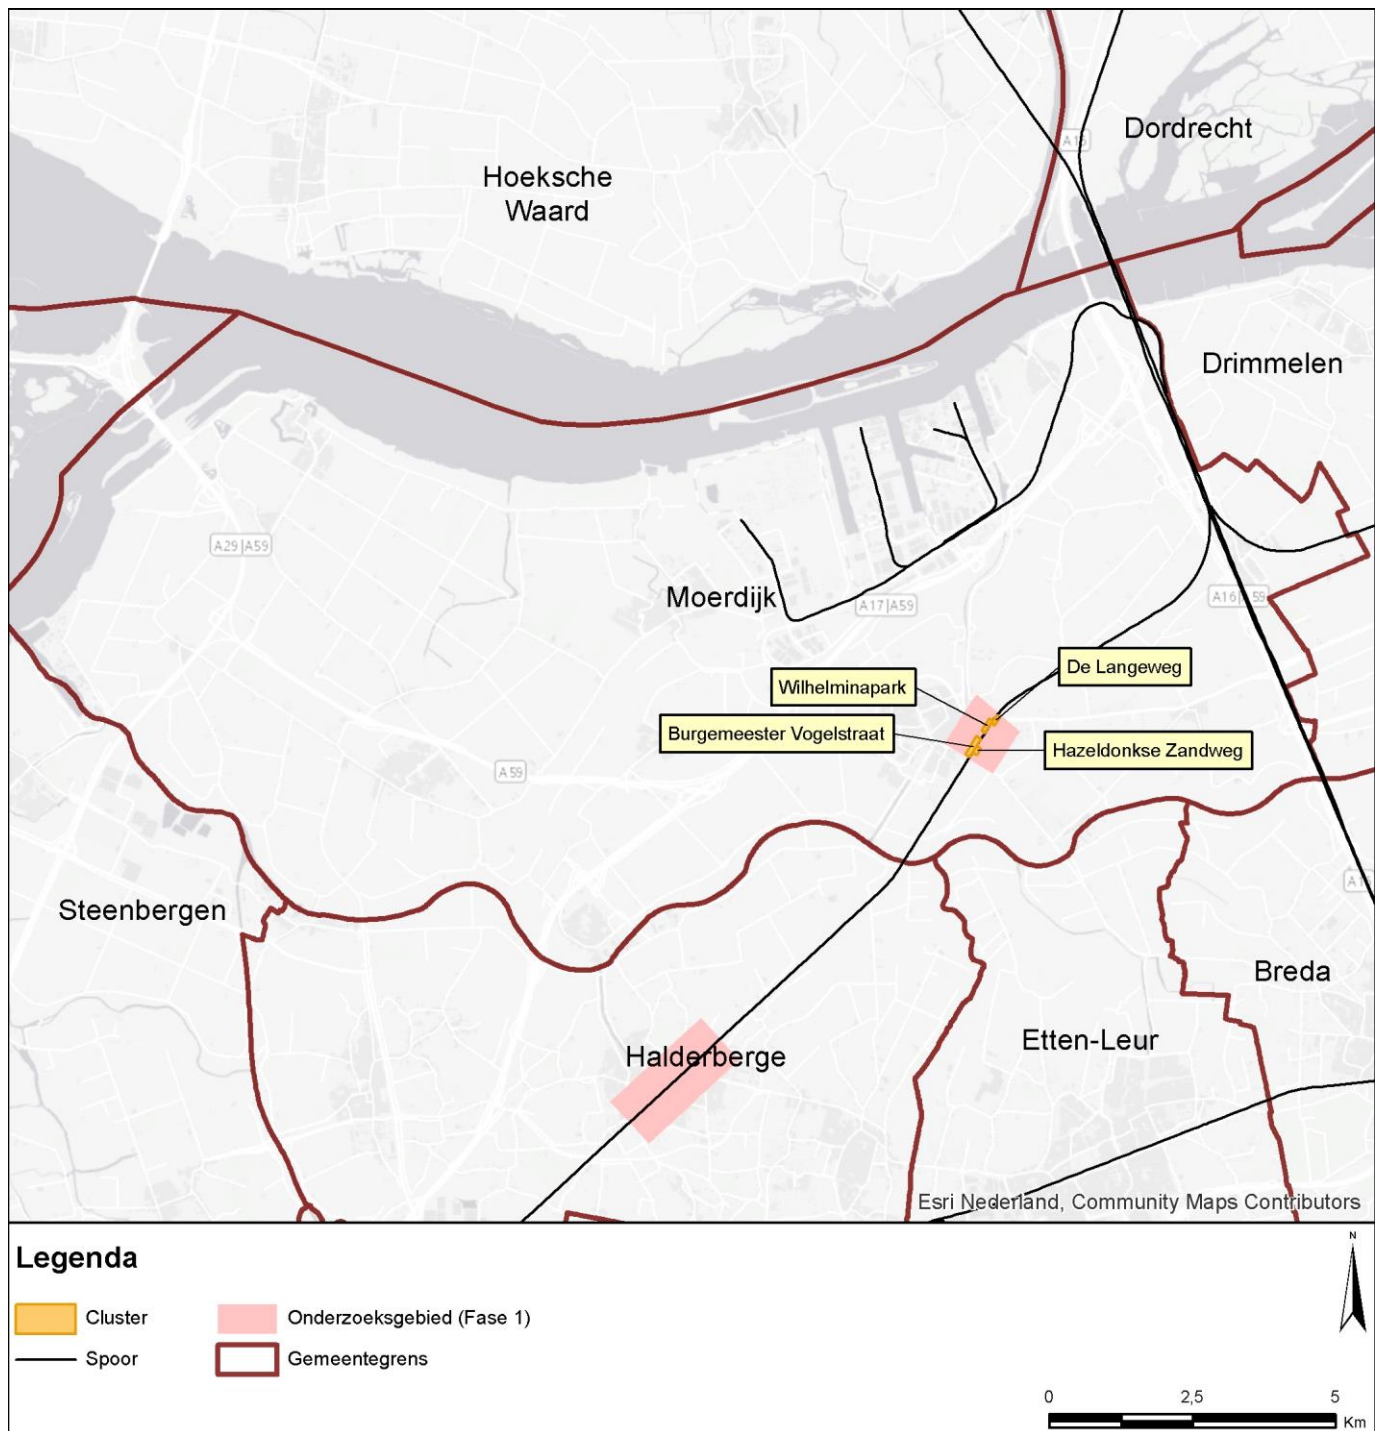 Dordrecht
A16
Hoeksche
Waard
Drimmelen
A29|A59
Moerdijk
A17|A59
De Langeweg
Wilhelminapark
Burgemeester Vogelstraat
Hazeldonkse Zandweg
A 59
Steenbergen
Breda
Etten-Leur
Halderberge
Esri Nederland, Community Maps Contributors
Legenda
N
Cluster
Onderzoeksgebied (Fase 1)
Spoor
Gemeentegrens
0 2,5 5
Km